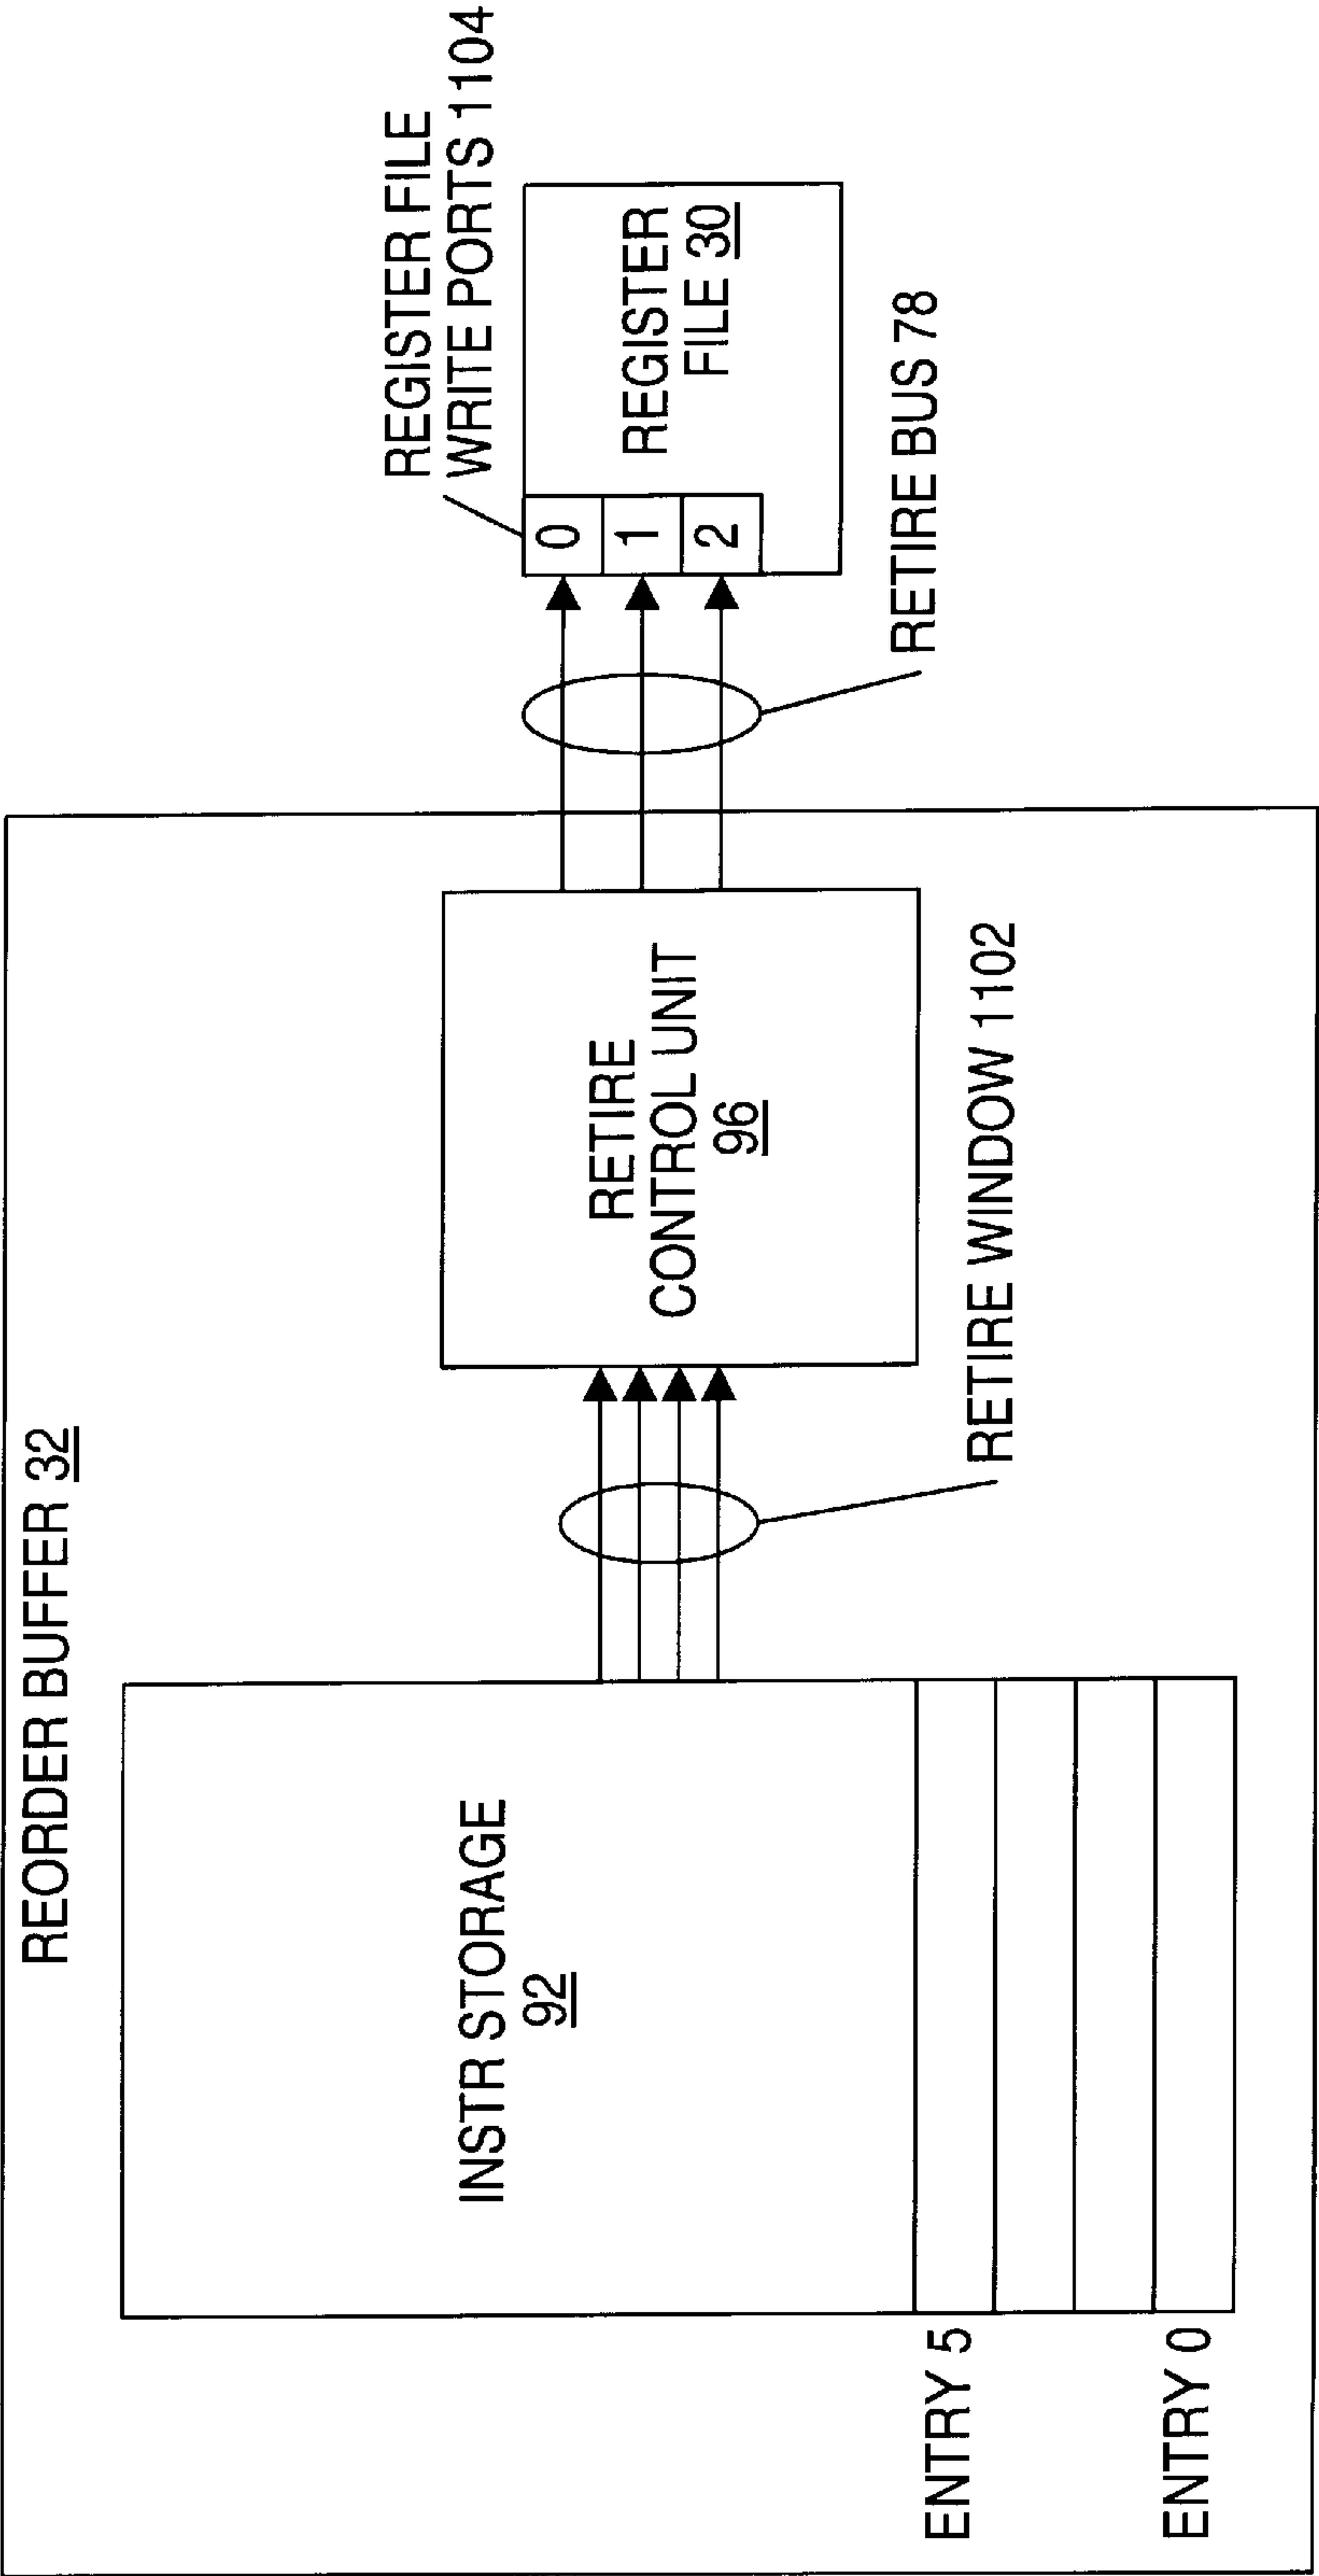 REORDER BUFFER 32
INSTR STORAGE
92
ENTRY 5
ENTRY 0
RETIRE
CONTROL UNIT
96
RETIRE WINDOW 1102
REGISTER FILE
WRITE PORTS 1104
0
1
2
REGISTER
FILE 30
RETIRE BUS 78